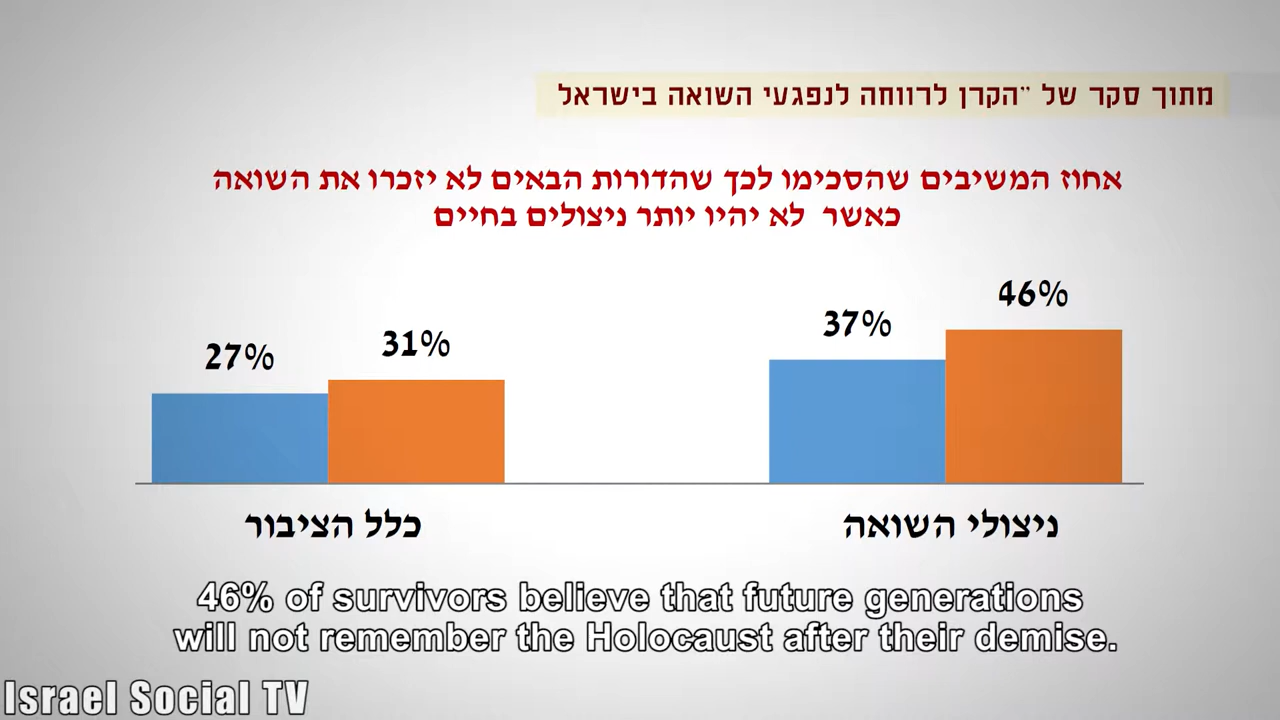 מתוך סקר של "הקרן לרווחה לנפגעי השואה בישראל
אחוז המשיבים שהסכימו לכך שהדורות הבאים לא יזכרו את השואה
כאשר לא יהיו יותר ניצולים בחיים
27%
31%
37%
46%
כלל הציבור
ניצולי השואה
46% of survivors believe that future generations
will not remember the Holocaust after their demise.
Israel Social TV